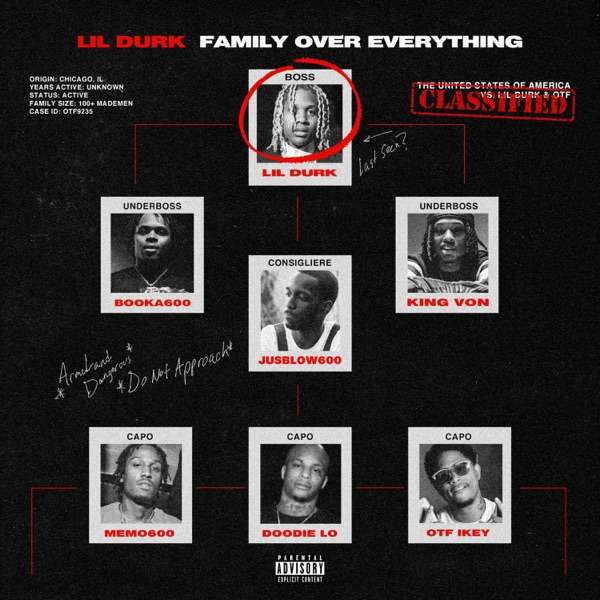 LIL DURK FAMILY OVER EVERYTHING
ORIGIN: CHICAGO, IL
YEARS ACTIVE: UNKNOWN
STATUS: ACTIVE
FAMILY SIZE: 100+ MADEMEN
CASE ID: OTF9235
THE UNITED STATES OF AMERICA
VS. LIL DURK & OTF
CLASSIFIED
BOSS
LIL DURK
Last Seen?
UNDERBOSS
BOOKA600
UNDERBOSS
KING VON
CONSIGLIERE
JUSBLOW600
Armed and
*Dangerous*
*Do Not Approach*
CAPO
MEMO600
CAPO
DOODIE LO
CAPO
OTF IKEY
PARENTAL
ADVISORY
EXPLICIT CONTENT